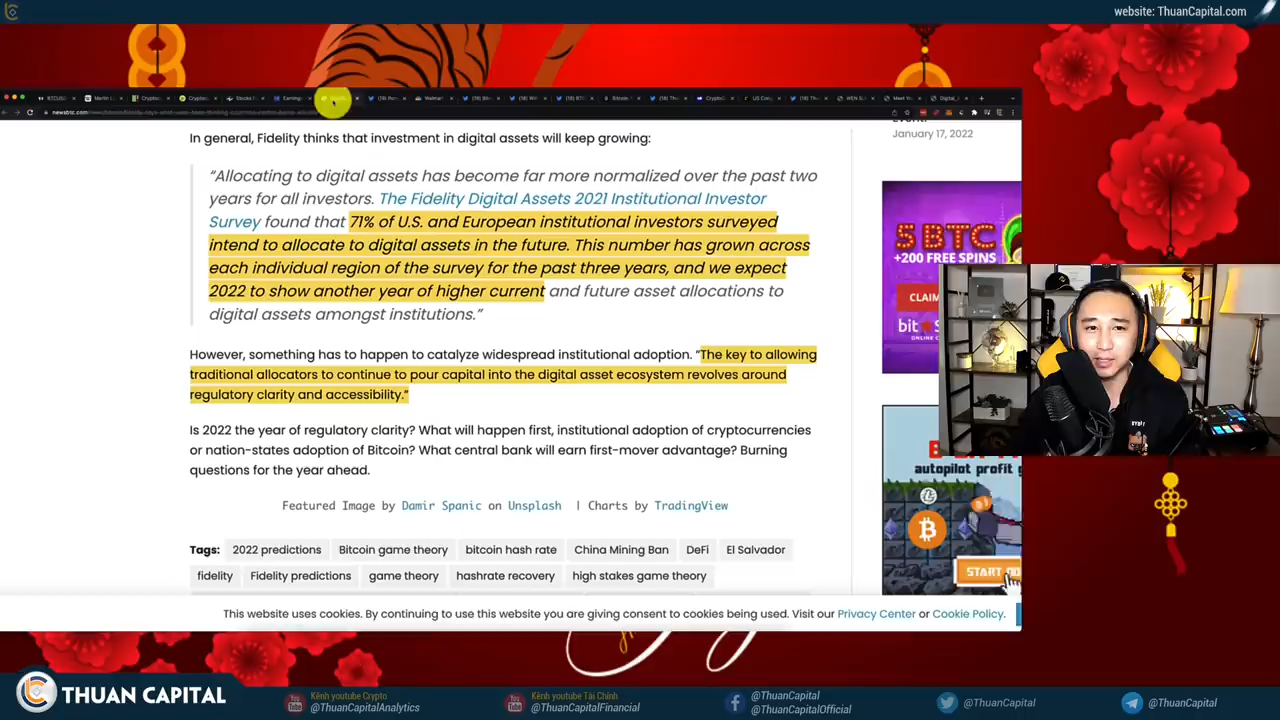 website: ThuanCapital.com
newsbtc.com
In general, Fidelity thinks that investment in digital assets will keep growing:
“Allocating to digital assets has become far more normalized over the past two
years for all investors. The Fidelity Digital Assets 2021 Institutional Investor
Survey found that 71% of U.S. and European institutional investors surveyed
intend to allocate to digital assets in the future. This number has grown across
each individual region of the survey for the past three years, and we expect
2022 to show another year of higher current and future asset allocations to
digital assets amongst institutions.”
However, something has to happen to catalyze widespread institutional adoption. “The key to allowing
traditional allocators to continue to pour capital into the digital asset ecosystem revolves around
regulatory clarity and accessibility.”
Is 2022 the year of regulatory clarity? What will happen first, institutional adoption of cryptocurrencies
or nation-states adoption of Bitcoin? What central bank will earn first-mover advantage? Burning
questions for the year ahead.
Featured Image by Damir Spanic on Unsplash | Charts by TradingView
Tags: 2022 predictions Bitcoin game theory bitcoin hash rate China Mining Ban DeFi El Salvador
fidelity Fidelity predictions game theory hashrate recovery high stakes game theory
January 17, 2022
5 BTC
+200 FREE SPINS
CLAIM
bit
autopilot profit
START
This website uses cookies. By continuing to use this website you are giving consent to cookies being used. Visit our Privacy Center or Cookie Policy.
THUAN CAPITAL
Kênh youtube Crypto
@ThuanCapitalAnalytics
Kênh youtube Tài Chính
@ThuanCapitalFinancial
@ThuanCapital
@ThuanCapitalOfficial
@ThuanCapital
@ThuanCapital